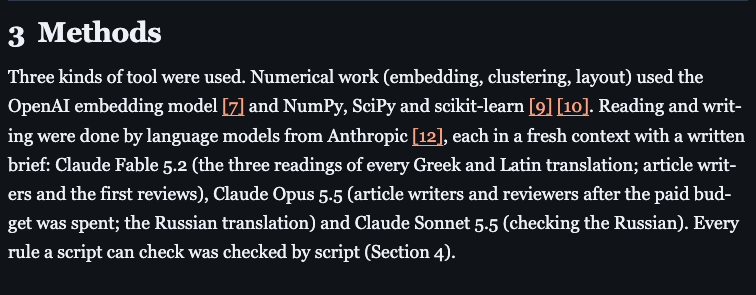 3 Methods
Three kinds of tool were used. Numerical work (embedding, clustering, layout) used the
OpenAI embedding model [7] and NumPy, SciPy and scikit-learn [9] [10]. Reading and writ-
ing were done by language models from Anthropic [12], each in a fresh context with a written
brief: Claude Fable 5.2 (the three readings of every Greek and Latin translation; article writ-
ers and the first reviews), Claude Opus 5.5 (article writers and reviewers after the paid bud-
get was spent; the Russian translation) and Claude Sonnet 5.5 (checking the Russian). Every
rule a script can check was checked by script (Section 4).